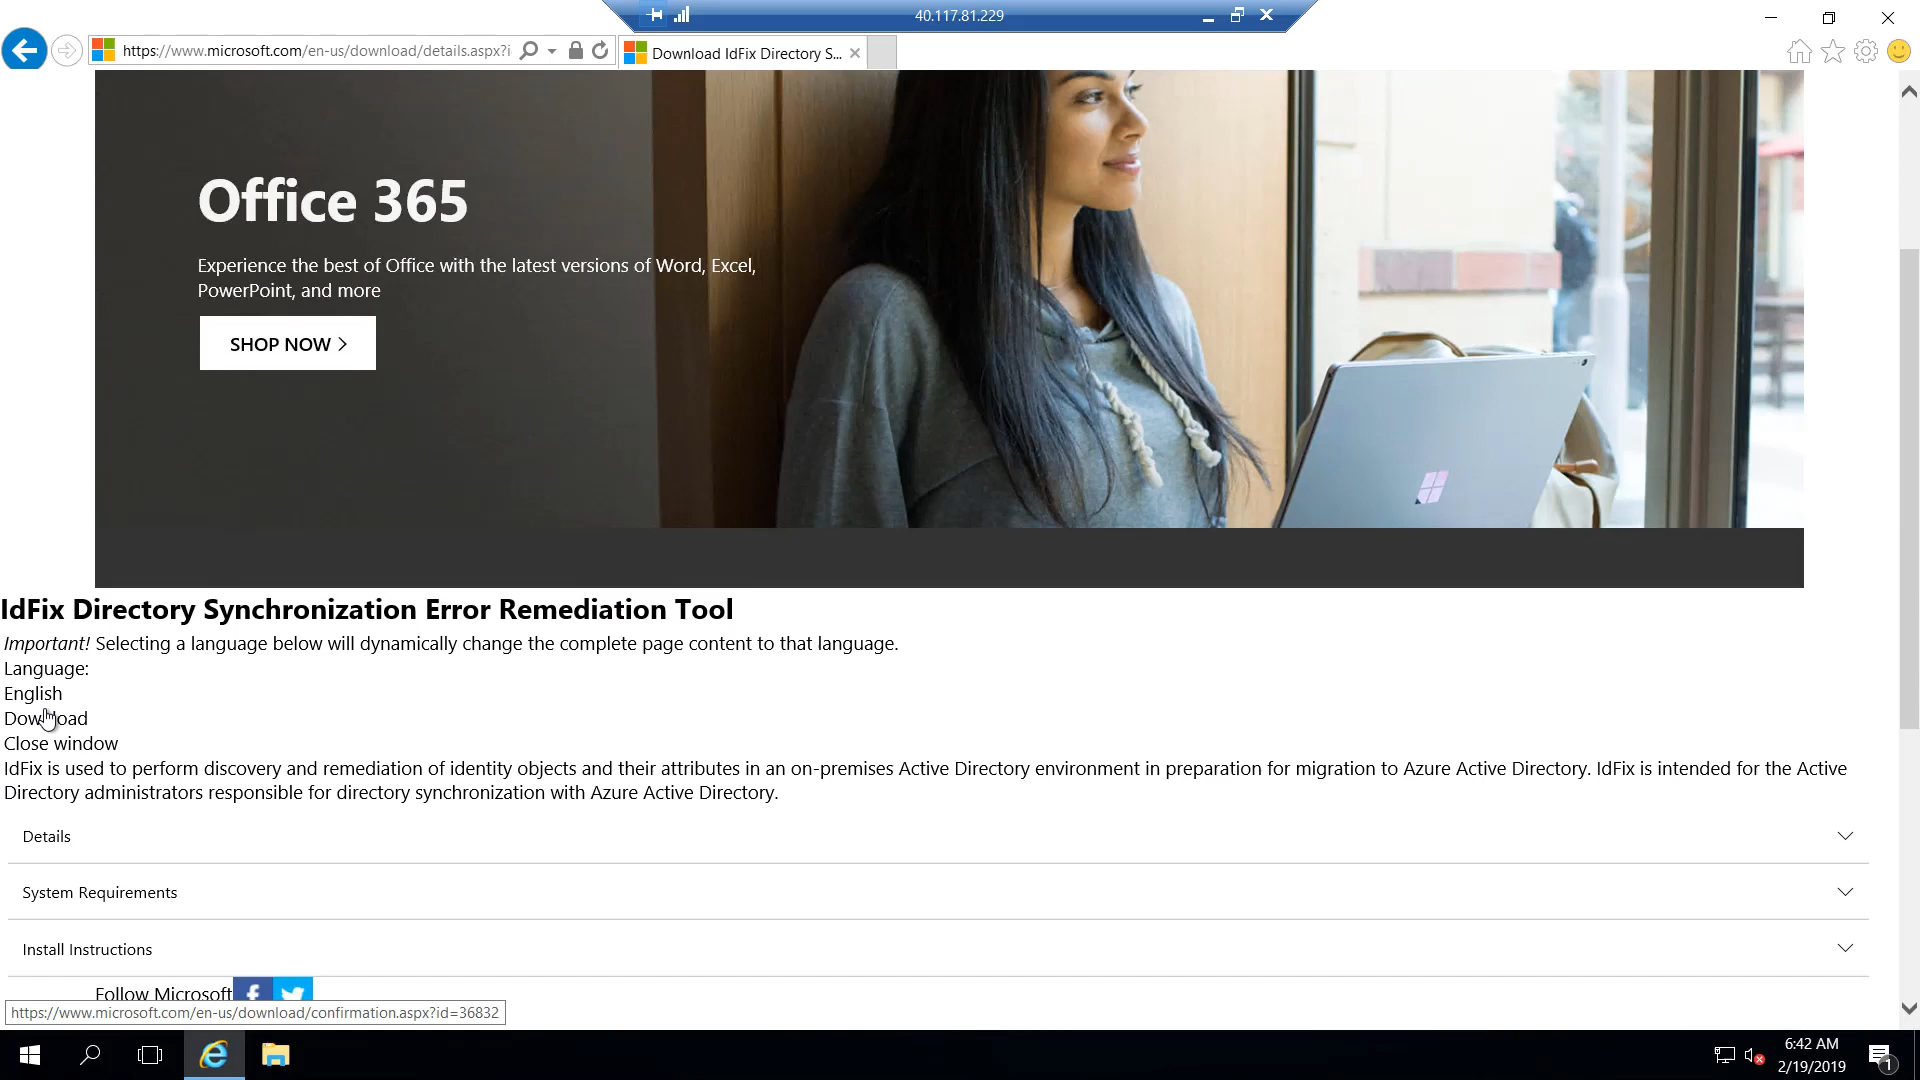 40.117.81.229
https://www.microsoft.com/en-us/download/details.aspx?i
Download IdFix Directory S...
Office 365
Experience the best of Office with the latest versions of Word, Excel,
PowerPoint, and more
SHOP NOW
IdFix Directory Synchronization Error Remediation Tool
Important! Selecting a language below will dynamically change the complete page content to that language.
Language:
English
Download
Close window
IdFix is used to perform discovery and remediation of identity objects and their attributes in an on-premises Active Directory environment in preparation for migration to Azure Active Directory. IdFix is intended for the Active
Directory administrators responsible for directory synchronization with Azure Active Directory.
Details
System Requirements
Install Instructions
Follow Microsoft
https://www.microsoft.com/en-us/download/confirmation.aspx?id=36832
6:42 AM
2/19/2019
1